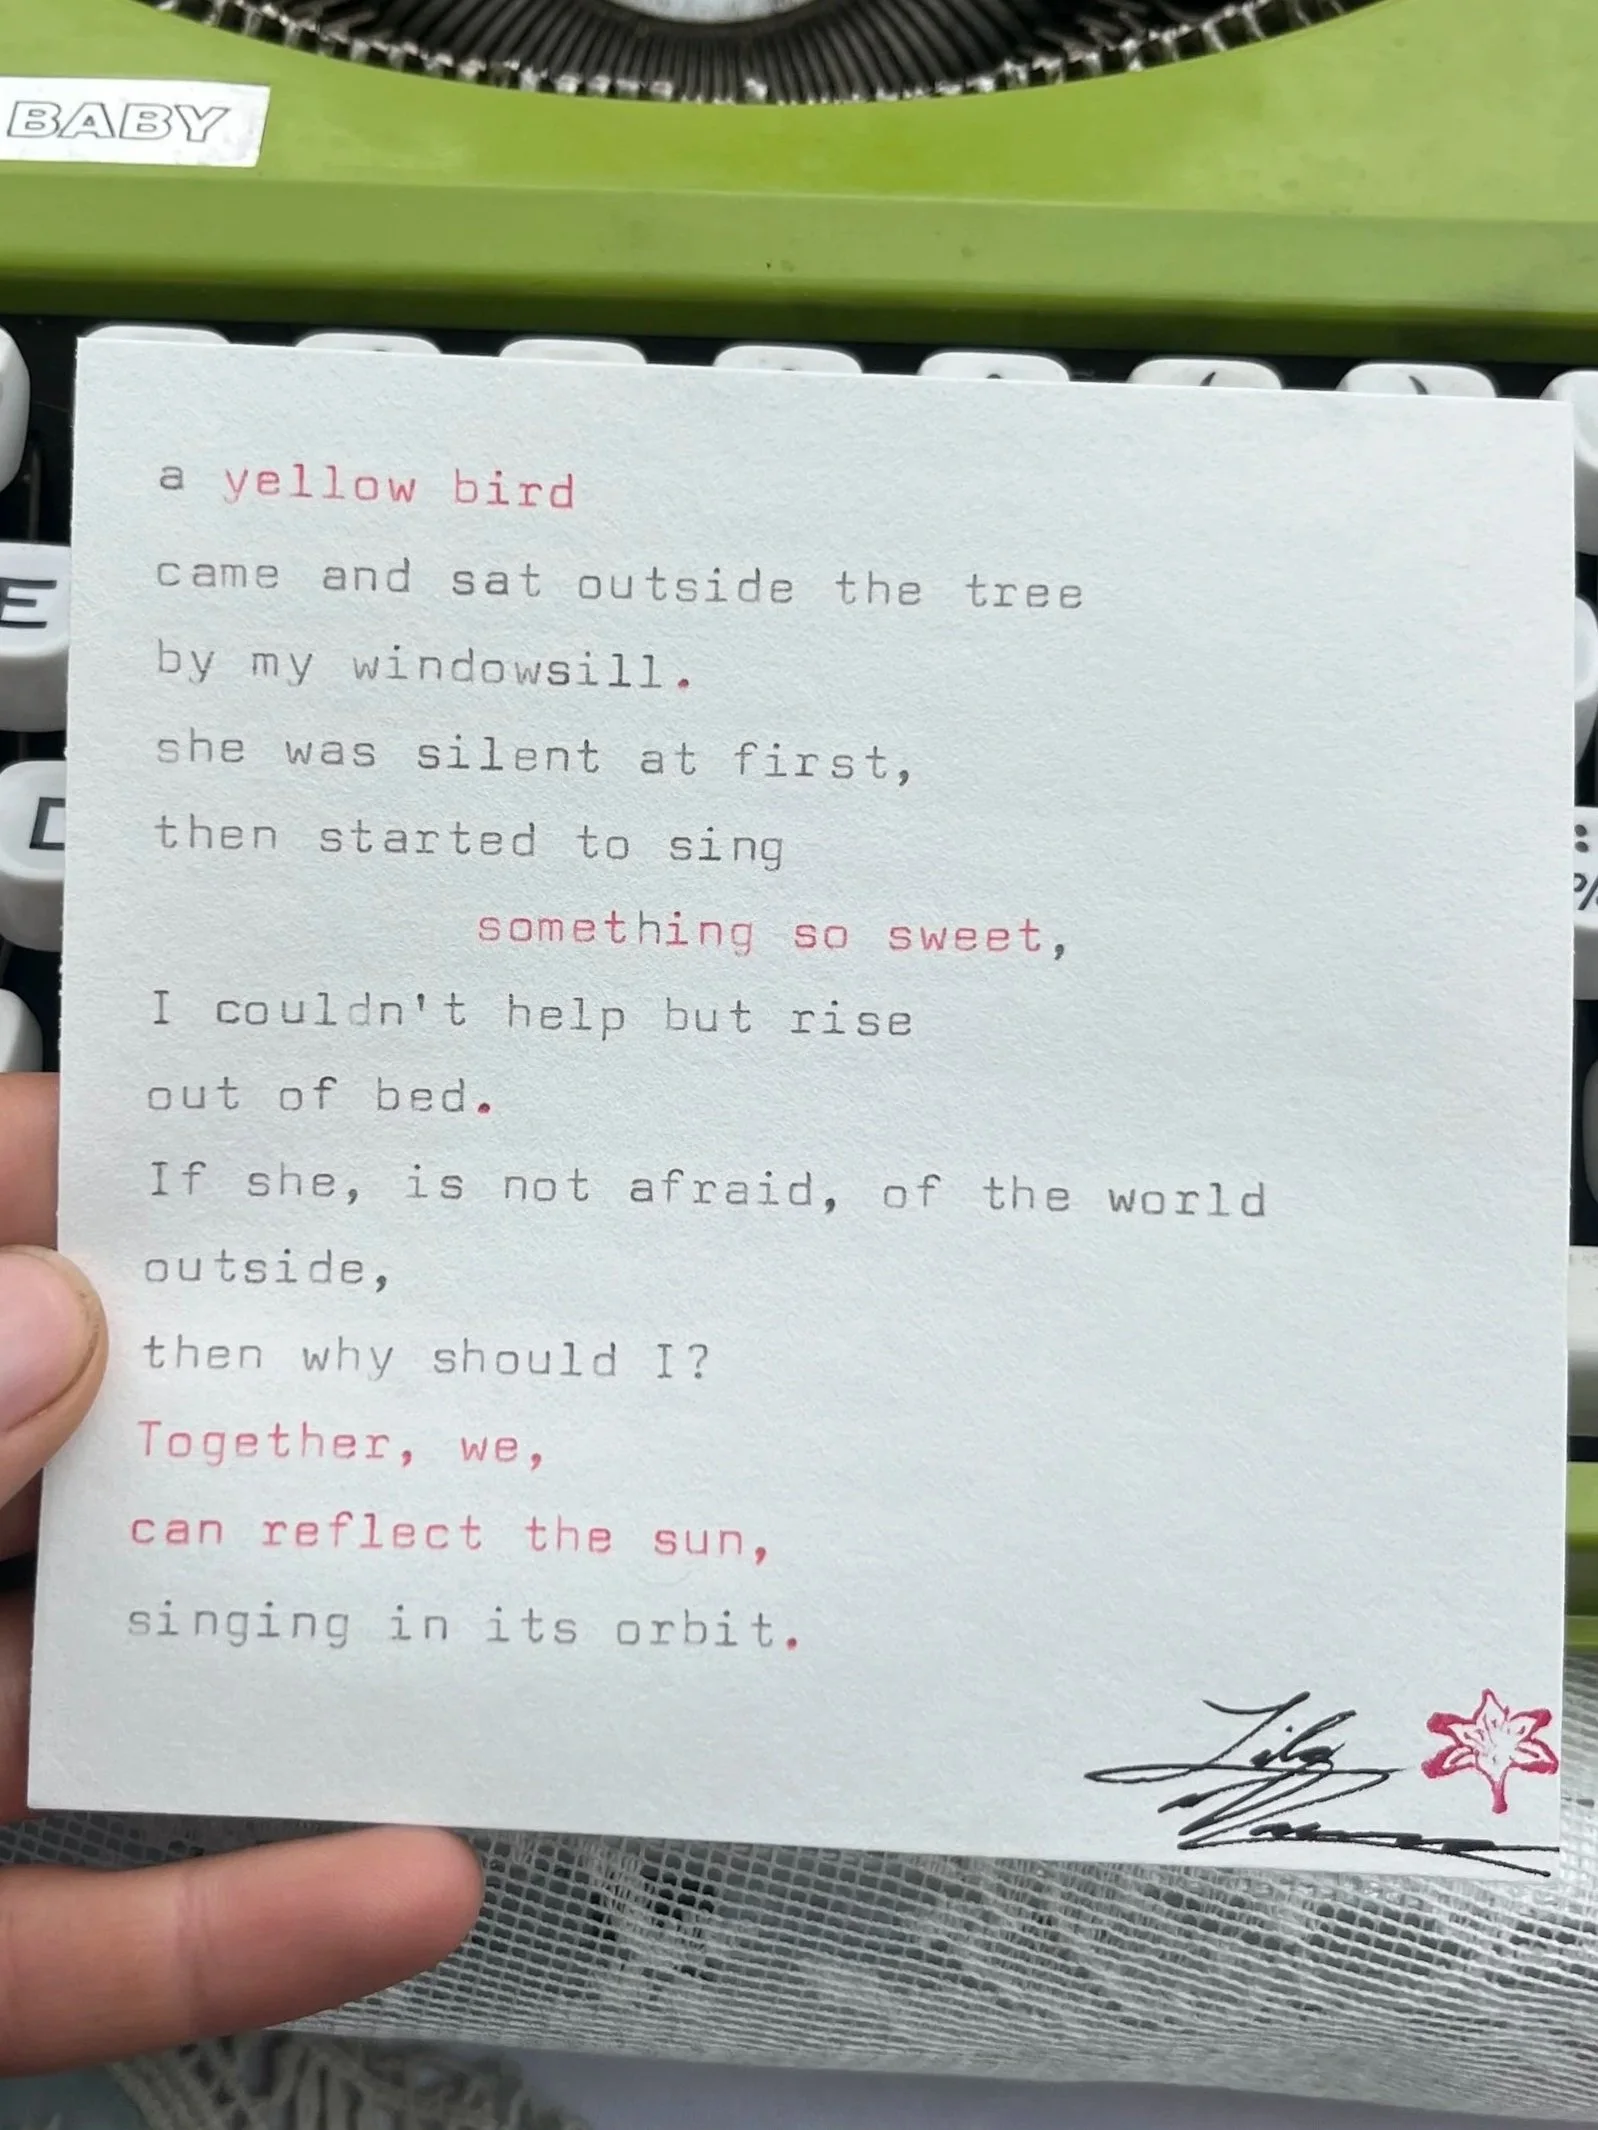 BABY
E
D
a yellow bird
came and sat outside the tree
by my windowsill.
she was silent at first,
then started to sing
something so sweet,
I couldn't help but rise
out of bed.
If she, is not afraid, of the world
outside,
then why should I?
Together, we,
can reflect the sun,
singing in its orbit.
Lily